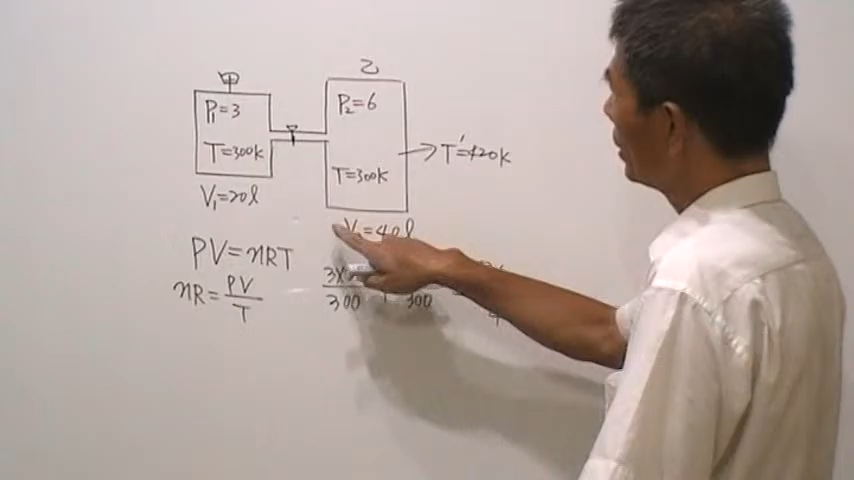 甲
乙
P₁=3
P₂=6
T=300k
T=300k
T'=420k
V₁=20l
V₂=40l
PV=nRT
nR=PV/T
3×
300
300